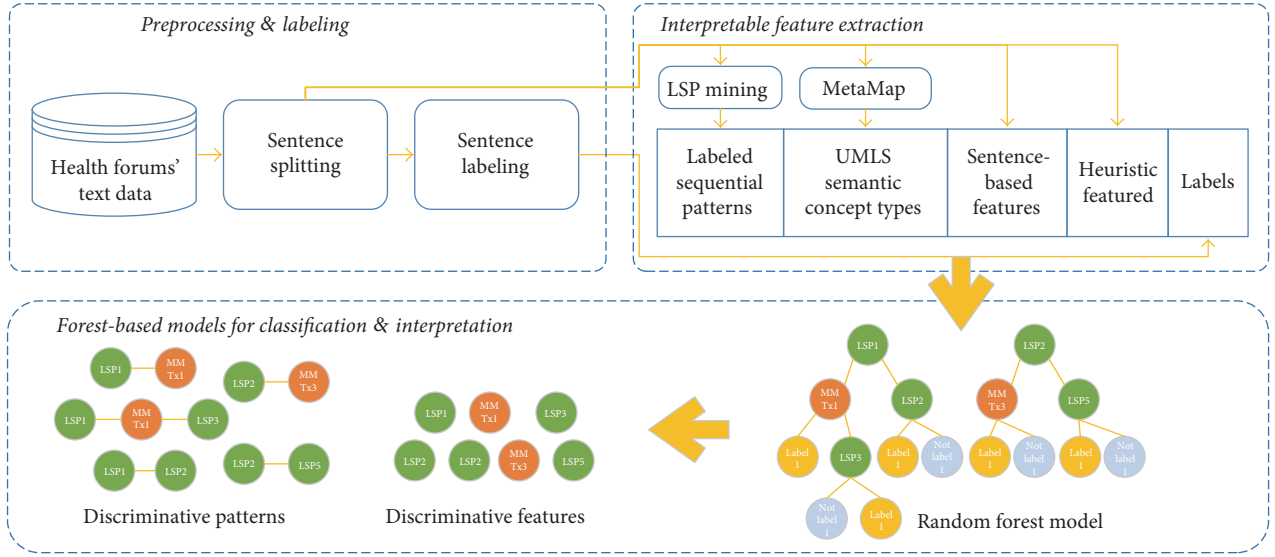 Preprocessing & labeling
Health forums'
text data
Sentence
splitting
Sentence
labeling
Interpretable feature extraction
LSP mining
MetaMap
Labeled
sequential
patterns
UMLS
semantic
concept types
Sentence-
based
features
Heuristic
featured
Labels
Forest-based models for classification & interpretation
LSP1
MM
Tx1
LSP2
MM
Tx3
LSP1
MM
Tx1
LSP3
LSP1
LSP2
LSP2
LSP5
Discriminative patterns
LSP1
MM
Tx1
LSP3
LSP2
LSP2
MM
Tx3
LSP5
Discriminative features
LSP1
MM
Tx1
LSP2
Label
1
LSP3
Label
1
Not
label
1
Not
label
1
Label
1
LSP2
MM
Tx3
LSP5
Label
1
Not
label
1
Label
1
Not
label
1
Random forest model